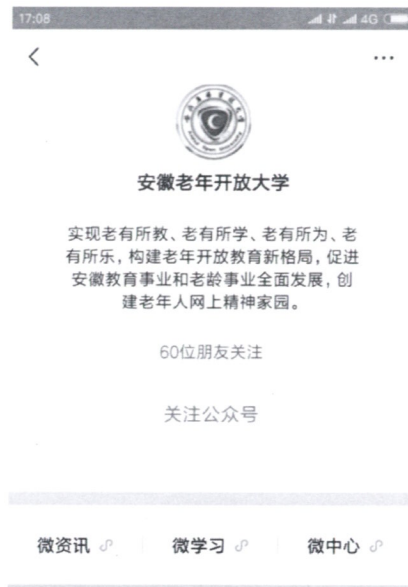 17:08
4G
安徽老年开放大学
实现老有所教、老有所学、老有所为、老
有所乐，构建老年开放教育新格局，促进
安徽教育事业和老龄事业全面发展，创
建老年人网上精神家园。
60位朋友关注
关注公众号
微资讯 微学习 微中心